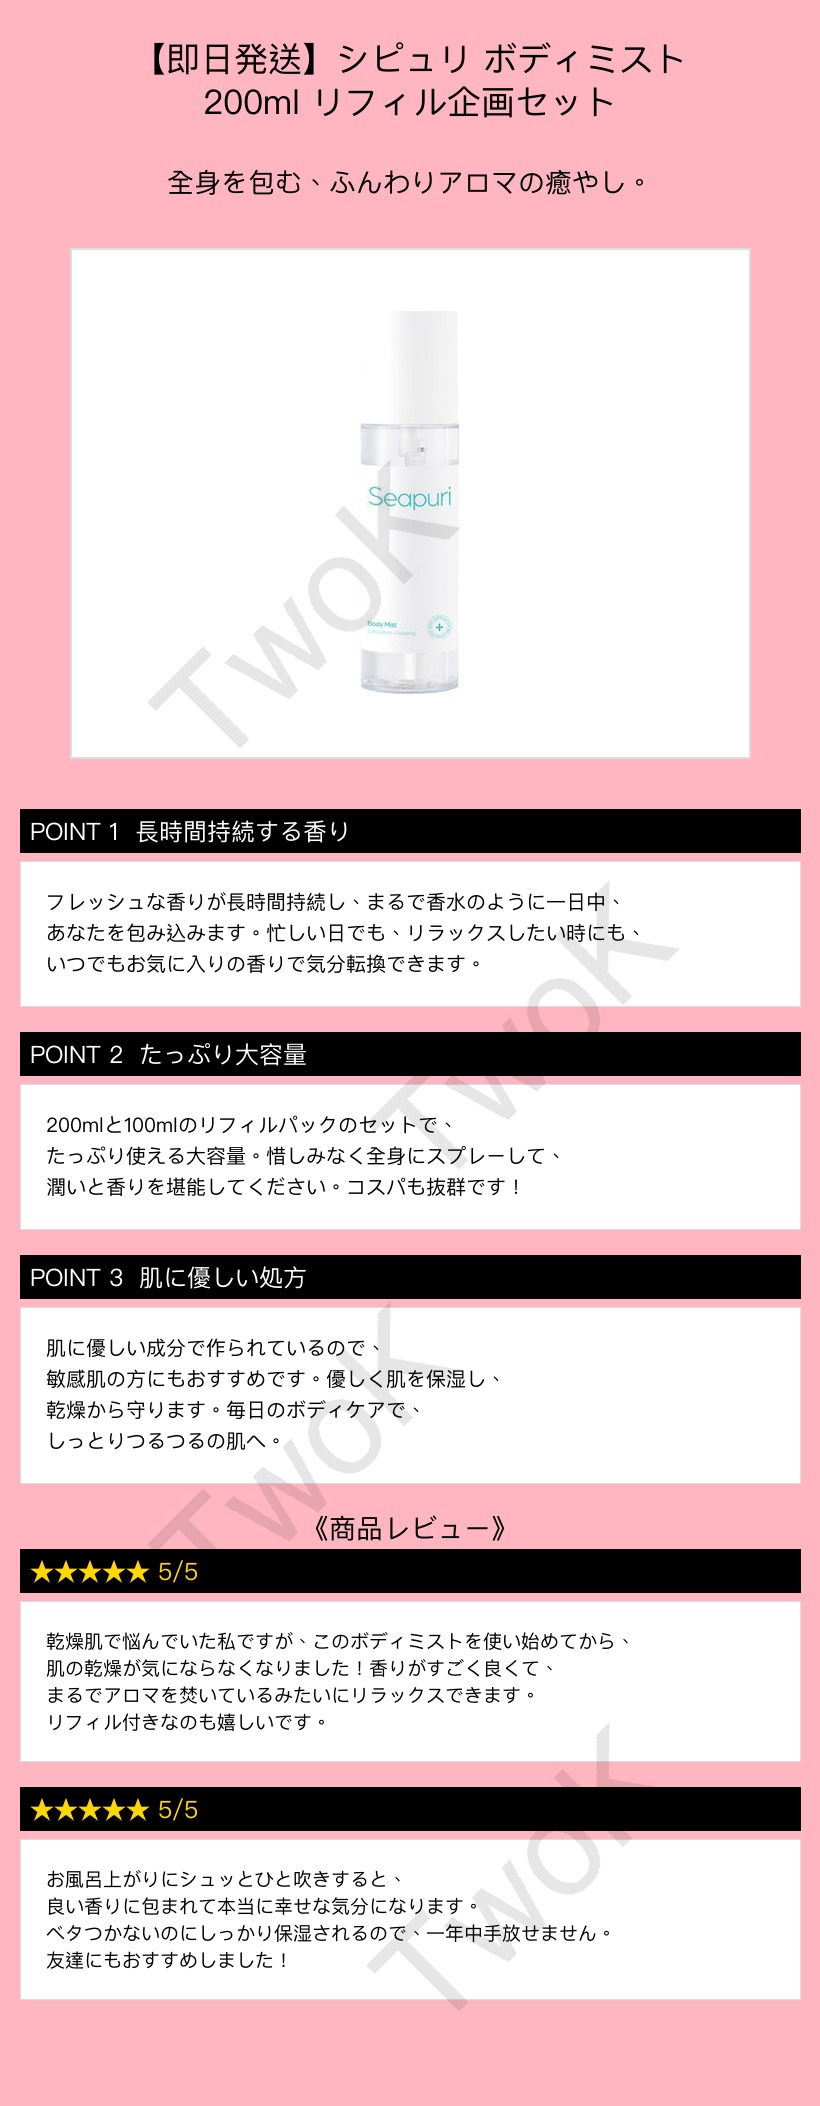 【即日発送】シピュリ ボディミスト
200ml リフィル企画セット
全身を包む、ふんわりアロマの癒やし。
Seapuri
Body Mist
TwoK
POINT 1 長時間持続する香り
フレッシュな香りが長時間持続し、まるで香水のように一日中、
あなたを包み込みます。忙しい日でも、リラックスしたい時にも、
いつでもお気に入りの香りで気分転換できます。
TwoK
POINT 2 たっぷり大容量
200mlと100mlのリフィルパックのセットで、
たっぷり使える大容量。惜しみなく全身にスプレーして、
潤いと香りを堪能してください。コスパも抜群です！
POINT 3 肌に優しい処方
肌に優しい成分で作られているので、
敏感肌の方にもおすすめです。優しく肌を保湿し、
乾燥から守ります。毎日のボディケアで、
しっとりつるつるの肌へ。
TwoK
《商品レビュー》
★★★★★ 5/5
乾燥肌で悩んでいた私ですが、このボディミストを使い始めてから、
肌の乾燥が気にならなくなりました！香りがすごく良くて、
まるでアロマを焚いているみたいにリラックスできます。
リフィル付きなのも嬉しいです。
★★★★★ 5/5
お風呂上がりにシュッとひと吹きすると、
良い香りに包まれて本当に幸せな気分になります。
ベタつかないのにしっかり保湿されるので、一年中手放せません。
友達にもおすすめしました！
TwoK